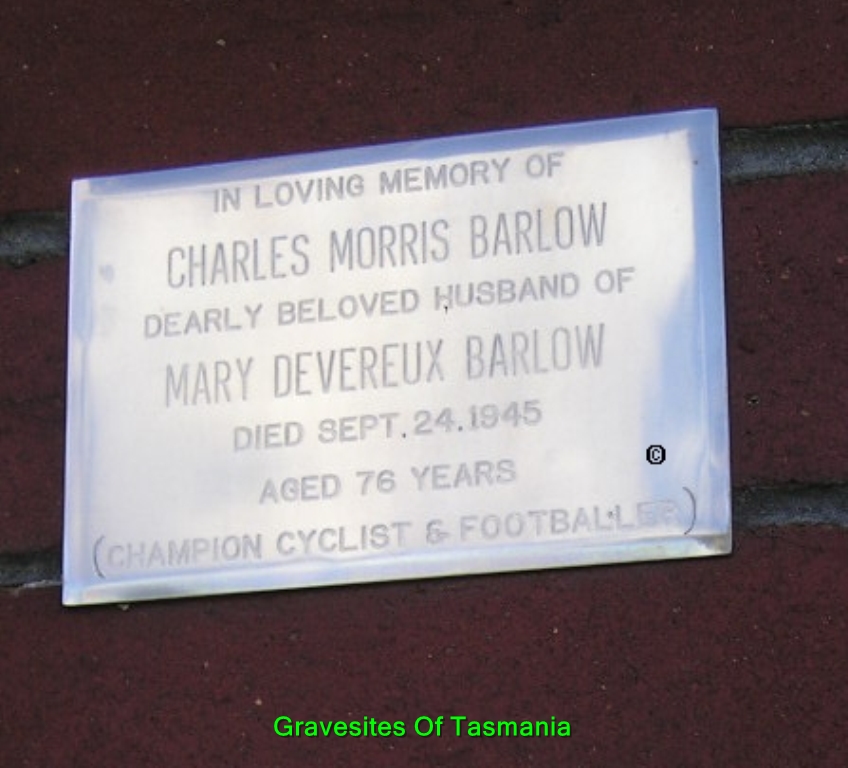 IN LOVING MEMORY OF
CHARLES MORRIS BARLOW
DEARLY BELOVED HUSBAND OF
MARY DEVEREUX BARLOW
DIED SEPT.24.1945
AGED 76 YEARS
©
(CHAMPION CYCLIST & FOOTBALLER)
Gravesites Of Tasmania